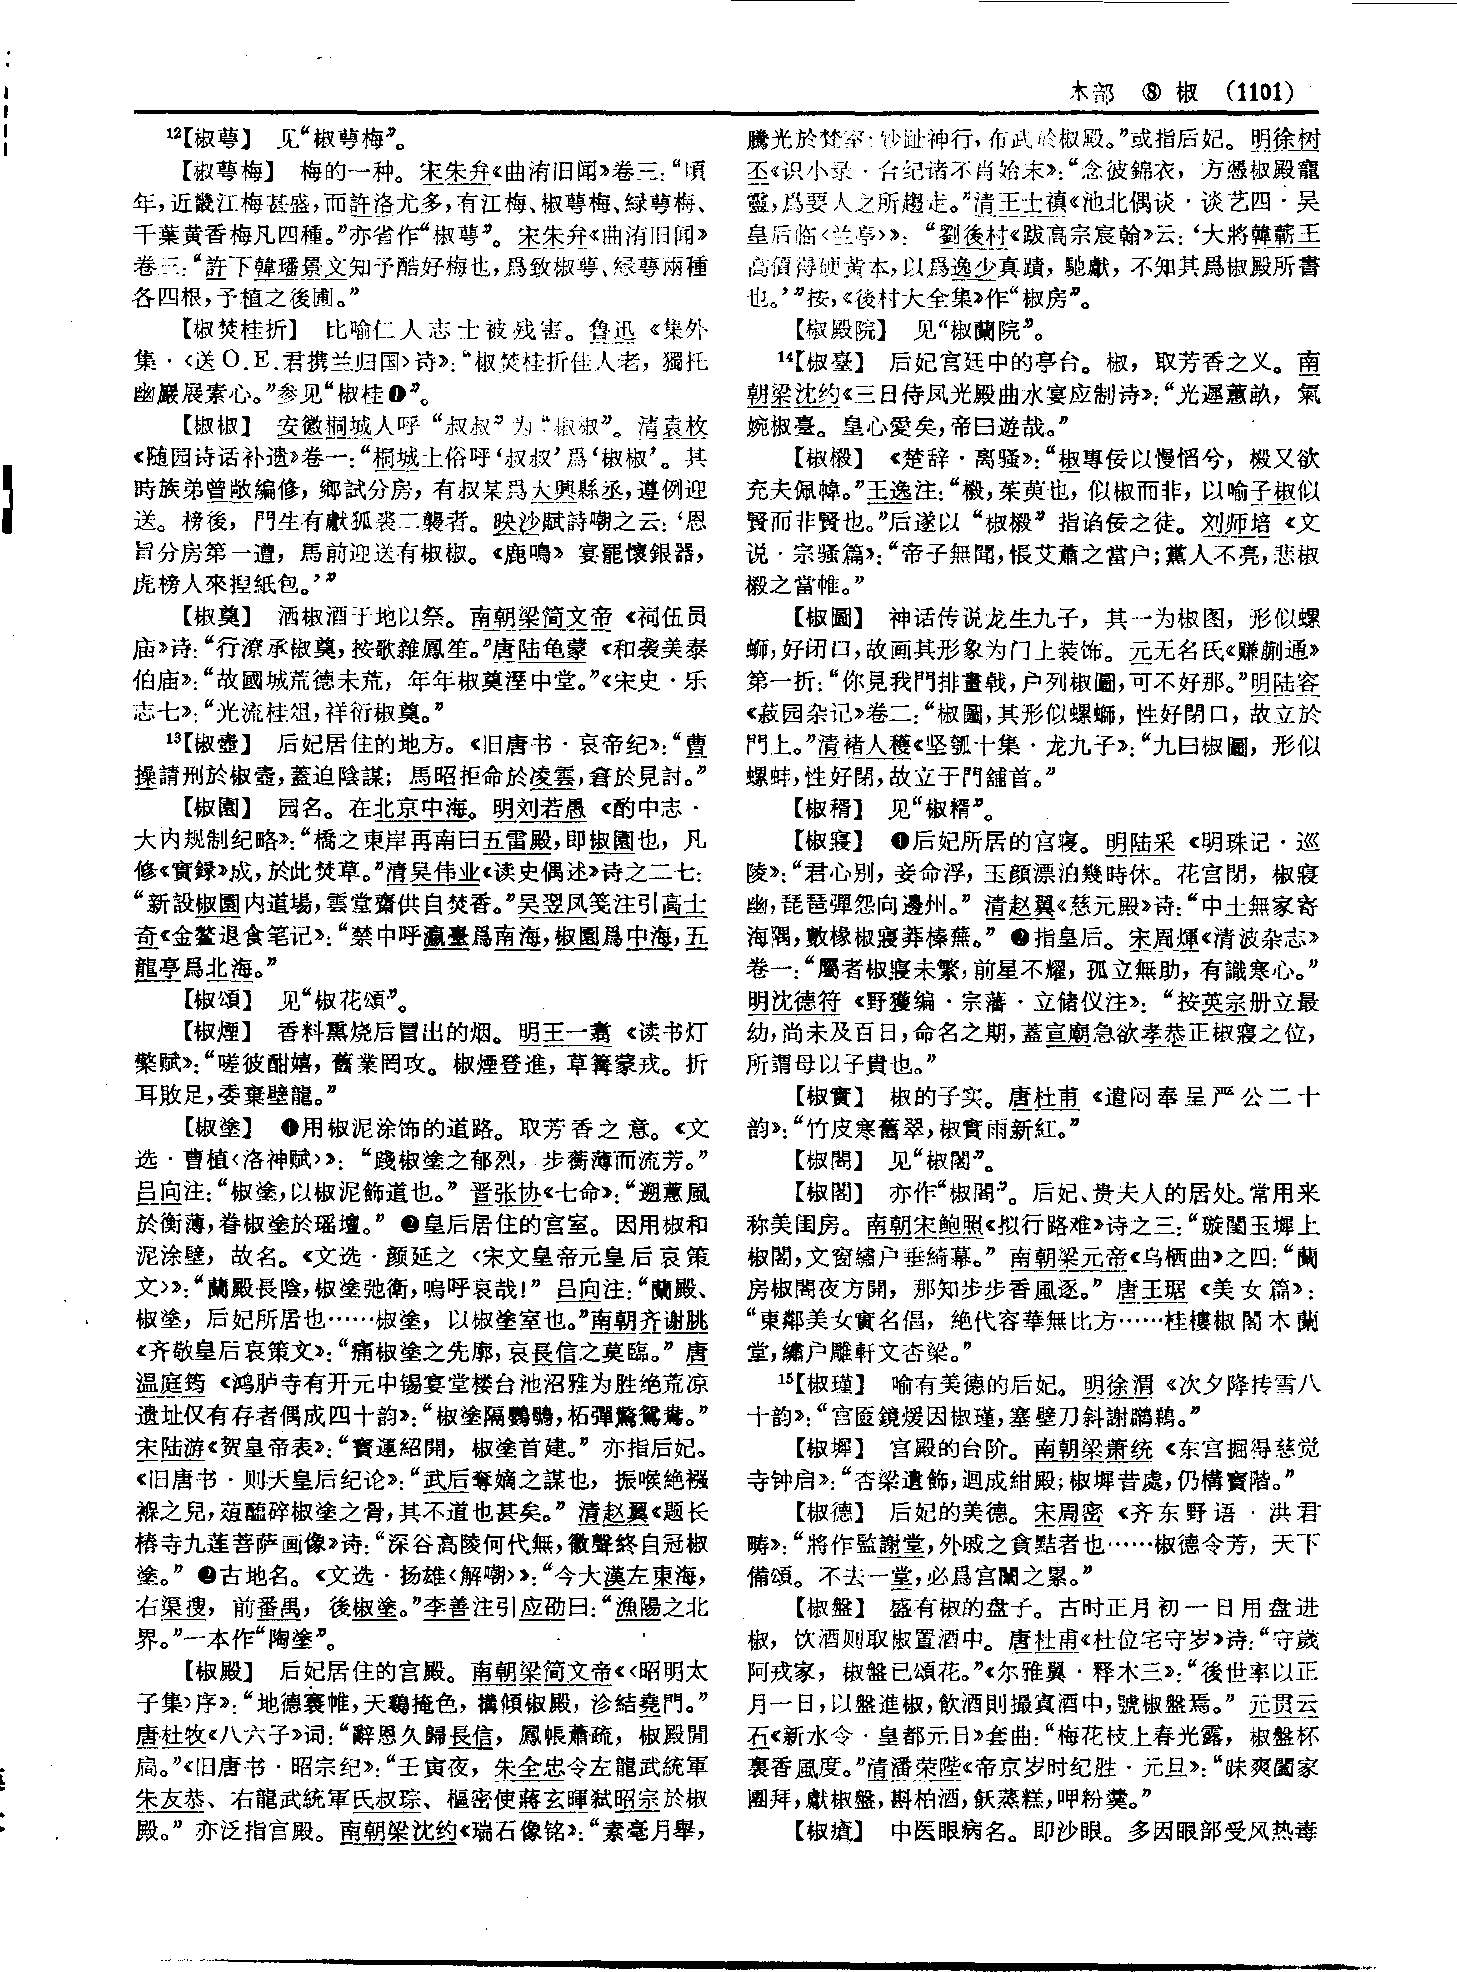 木部 ⑧ 椒 (1101)
¹²【椒萼】 见“椒萼梅”。
【椒萼梅】 梅的一种。宋朱弁《曲洧旧闻》卷三：“頃
年，近畿江梅甚盛，而許洛尤多，有江梅、椒萼梅、緑萼梅、
千葉黄香梅凡四種。”亦省作“椒萼”。宋朱弁《曲洧旧闻》
卷三：“許下韓璠景文知予酷好梅也，爲致椒萼、緑萼兩種
各四根，予植之後圃。”
【椒焚桂折】 比喻仁人志士被残害。鲁迅《集外
集·〈送O.E.君携兰归国〉诗》：“椒焚桂折佳人老，獨托
幽巖展素心。”参见“椒桂❶”。
【椒椒】 安徽桐城人呼“叔叔”为“椒椒”。清袁枚
《随园诗话补遗》卷一：“桐城土俗呼‘叔叔’爲‘椒椒’。其
時族弟曾敞編修，鄉試分房，有叔某爲大興縣丞，遵例迎
送。榜後，門生有獻狐裘二襲者。映沙賦詩嘲之云：‘恩
旨分房第一遭，馬前迎送有椒椒。《鹿鳴》宴罷懷銀器，
虎榜人來揑紙包。’”
【椒奠】 洒椒酒于地以祭。南朝梁简文帝《祠伍员
庙》诗：“行潦承椒奠，按歌雜鳳笙。”唐陆龟蒙《和袭美泰
伯庙》：“故國城荒德未荒，年年椒奠溼中堂。”《宋史·乐
志七》：“光流桂俎，祥衍椒奠。”
¹³【椒壼】 后妃居住的地方。《旧唐书·哀帝纪》：“曹
操請刑於椒壼，蓋迫陰謀；馬昭拒命於凌雲，窘於見討。”
【椒園】 园名。在北京中海。明刘若愚《酌中志·
大内规制纪略》：“橋之東岸再南曰五雷殿，即椒園也，凡
修《實録》成，於此焚草。”清吴伟业《读史偶述》诗之二七：
“新設椒園内道場，雲堂齋供自焚香。”吴翌凤笺注引高士
奇《金鳌退食笔记》：“禁中呼瀛臺爲南海，椒園爲中海，五
龍亭爲北海。”
【椒頌】 见“椒花頌”。
【椒煙】 香料熏烧后冒出的烟。明王一翥《读书灯
檠赋》：“嗟彼酣嬉，舊業罔攻。椒煙登進，草篝蒙戎。折
耳敗足，委棄壁龍。”
【椒塗】 ❶用椒泥涂饰的道路。取芳香之意。《文
选·曹植〈洛神赋〉》：“踐椒塗之郁烈，步蘅薄而流芳。”
吕向注：“椒塗，以椒泥飾道也。”晋张协《七命》：“遡蕙風
於衡薄，眷椒塗於瑶壇。”❷皇后居住的宫室。因用椒和
泥涂壁，故名。《文选·颜延之〈宋文皇帝元皇后哀策
文〉》：“蘭殿長陰，椒塗弛衛，嗚呼哀哉！”吕向注：“蘭殿、
椒塗，后妃所居也……椒塗，以椒塗室也。”南朝齐谢朓
《齐敬皇后哀策文》：“痛椒塗之先廓，哀長信之莫臨。”唐
温庭筠《鸿胪寺有开元中锡宴堂楼台池沼雅为胜绝荒凉
遗址仅有存者偶成四十韵》：“椒塗隔鸚鵡，柘彈驚鴛鴦。”
宋陆游《贺皇帝表》：“寶運紹開，椒塗首建。”亦指后妃。
《旧唐书·则天皇后纪论》：“武后奪嫡之謀也，振喉絶襁
褓之兒，葅醢碎椒塗之骨，其不道也甚矣。”清赵翼《题长
椿寺九莲菩萨画像》诗：“深谷高陵何代無，徽聲終自冠椒
塗。”❸古地名。《文选·扬雄〈解嘲〉》：“今大漢左東海，
右渠搜，前番禺，後椒塗。”李善注引应劭曰：“漁陽之北
界。”一本作“陶塗”。
【椒殿】 后妃居住的宫殿。南朝梁简文帝《〈昭明太
子集〉序》：“地德褰帷，天鷄掩色，構傾椒殿，沴結堯門。”
唐杜牧《八六子》词：“辭恩久歸長信，鳳帳蕭疏，椒殿閒
扃。”《旧唐书·昭宗纪》：“壬寅夜，朱全忠令左龍武統軍
朱友恭、右龍武統軍氏叔琮、樞密使蔣玄暉弒昭宗於椒
殿。”亦泛指宫殿。南朝梁沈约《瑞石像铭》：“素毫月舉，
騰光於梵室；妙趾神行，布武於椒殿。”或指后妃。明徐树
丕《识小录·台纪诸不肖始末》：“念彼錦衣，方憑椒殿寵
靈，爲要人之所趨走。”清王士禛《池北偶谈·谈艺四·吴
皇后临〈兰亭〉》：“劉後村《跋高宗宸翰》云：‘大將韓蘄王
高價得硬黄本，以爲逸少真蹟，馳獻，不知其爲椒殿所書
也。’”按，《後村大全集》作“椒房”。
【椒殿院】 见“椒蘭院”。
¹⁴【椒臺】 后妃宫廷中的亭台。椒，取芳香之义。南
朝梁沈约《三日侍凤光殿曲水宴应制诗》：“光遲蕙畝，氣
婉椒臺。皇心愛矣，帝曰遊哉。”
【椒樧】 《楚辞·离骚》：“椒專佞以慢慆兮，樧又欲
充夫佩幃。”王逸注：“樧，茱萸也，似椒而非，以喻子椒似
賢而非賢也。”后遂以“椒樧”指谄佞之徒。刘师培《文
说·宗骚篇》：“帝子無聞，悵艾蕭之當户；黨人不亮，悲椒
樧之當帷。”
【椒圖】 神话传说龙生九子，其一为椒图，形似螺
蛳，好闭口，故画其形象为门上装饰。元无名氏《赚蒯通》
第一折：“你見我門排畫戟，户列椒圖，可不好那。”明陆容
《菽园杂记》卷二：“椒圖，其形似螺螄，性好閉口，故立於
門上。”清褚人穫《坚瓠十集·龙九子》：“九曰椒圖，形似
螺蚌，性好閉，故立于門鋪首。”
【椒稰】 见“椒糈”。
【椒寢】 ❶后妃所居的宫寝。明陆采《明珠记·巡
陵》：“君心别，妾命浮，玉顔漂泊幾時休。花宫閉，椒寢
幽，琵琶彈怨向邊州。”清赵翼《慈元殿》诗：“中土無家寄
海隅，數椽椒寢莽榛蕪。”❷指皇后。宋周煇《清波杂志》
卷一：“屬者椒寢未繁，前星不耀，孤立無助，有識寒心。”
明沈德符《野獲编·宗藩·立储仪注》：“按英宗册立最
幼，尚未及百日，命名之期，蓋宣廟急欲孝恭正椒寢之位，
所謂母以子貴也。”
【椒實】 椒的子实。唐杜甫《遣闷奉呈严公二十
韵》：“竹皮寒舊翠，椒實雨新紅。”
【椒閤】 见“椒閣”。
【椒閣】 亦作“椒閤”。后妃、贵夫人的居处。常用来
称美闺房。南朝宋鲍照《拟行路难》诗之三：“璇閨玉墀上
椒閣，文窗繡户垂綺幕。”南朝梁元帝《乌栖曲》之四：“蘭
房椒閣夜方開，那知步步香風逐。”唐王琚《美女篇》：
“東鄰美女實名倡，絶代容華無比方……桂樓椒閣木蘭
堂，繡户雕軒文杏梁。”
¹⁵【椒瑾】 喻有美德的后妃。明徐渭《次夕降抟雪八
十韵》：“宫匳鏡煖因椒瑾，塞壁刀斜謝鸊鵜。”
【椒墀】 宫殿的台阶。南朝梁萧统《东宫掘得慈觉
寺钟启》：“杏梁遺飾，迴成紺殿；椒墀昔處，仍構寶階。”
【椒德】 后妃的美德。宋周密《齐东野语·洪君
畴》：“將作監謝堂，外戚之貪黠者也……椒德令芳，天下
備頌。不去一堂，必爲宫闈之累。”
【椒盤】 盛有椒的盘子。古时正月初一日用盘进
椒，饮酒则取椒置酒中。唐杜甫《杜位宅守岁》诗：“守歲
阿戎家，椒盤已頌花。”《尔雅翼·释木三》：“後世率以正
月一日，以盤進椒，飲酒則撮寘酒中，號椒盤焉。”元贯云
石《新水令·皇都元日》套曲：“梅花枝上春光露，椒盤杯
裏香風度。”清潘荣陛《帝京岁时纪胜·元旦》：“昧爽闔家
團拜，獻椒盤，斟柏酒，飫蒸糕，呷粉羹。”
【椒瘡】 中医眼病名。即沙眼。多因眼部受风热毒